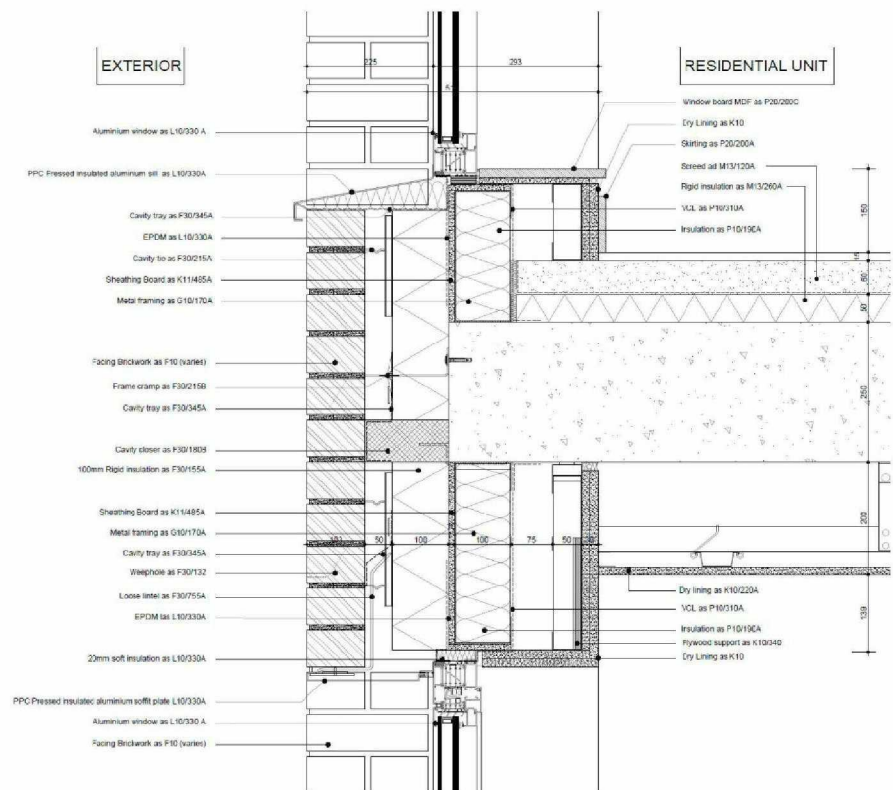 EXTERIOR
RESIDENTIAL UNIT
225
293
Window board MDF as P20/200C
Aluminium window as L10/330 A
Dry Lining as K10
Skirting as P20/200A
PPC Pressed insulated aluminum sill as L10/330A
Screed ad M13/120A
Rigid insulation as M13/260A
Cavity tray as F30/345A
VCL as P10/310A
150
EPDM as L10/330A
Insulation as P10/190A
Cavity tie as F30/215A
15
Sheathing Board as K11/485A
50
Metal framing as G10/170A
50
Facing Brickwork as F10 (varies)
Frame cramp as F30/215B
250
Cavity tray as F30/345A
Cavity closer as F30/180B
100mm Rigid insulation as F30/155A
Sheathing Board as K11/485A
200
Metal framing as G10/170A
50 100 100 75 50
Cavity tray as F30/345A
Weephole as F30/132
Dry lining as K10/220A
Loose lintel as F30/755A
VCL as P10/310A
139
EPDM las L10/330A
Insulation as P10/190A
Plywood support as K10/340
20mm soft insulation as L10/330A
Dry Lining as K10
PPC Pressed insulated aluminium soffit plate L10/330A
Aluminium window as L10/330 A
Facing Brickwork as F10 (varies)